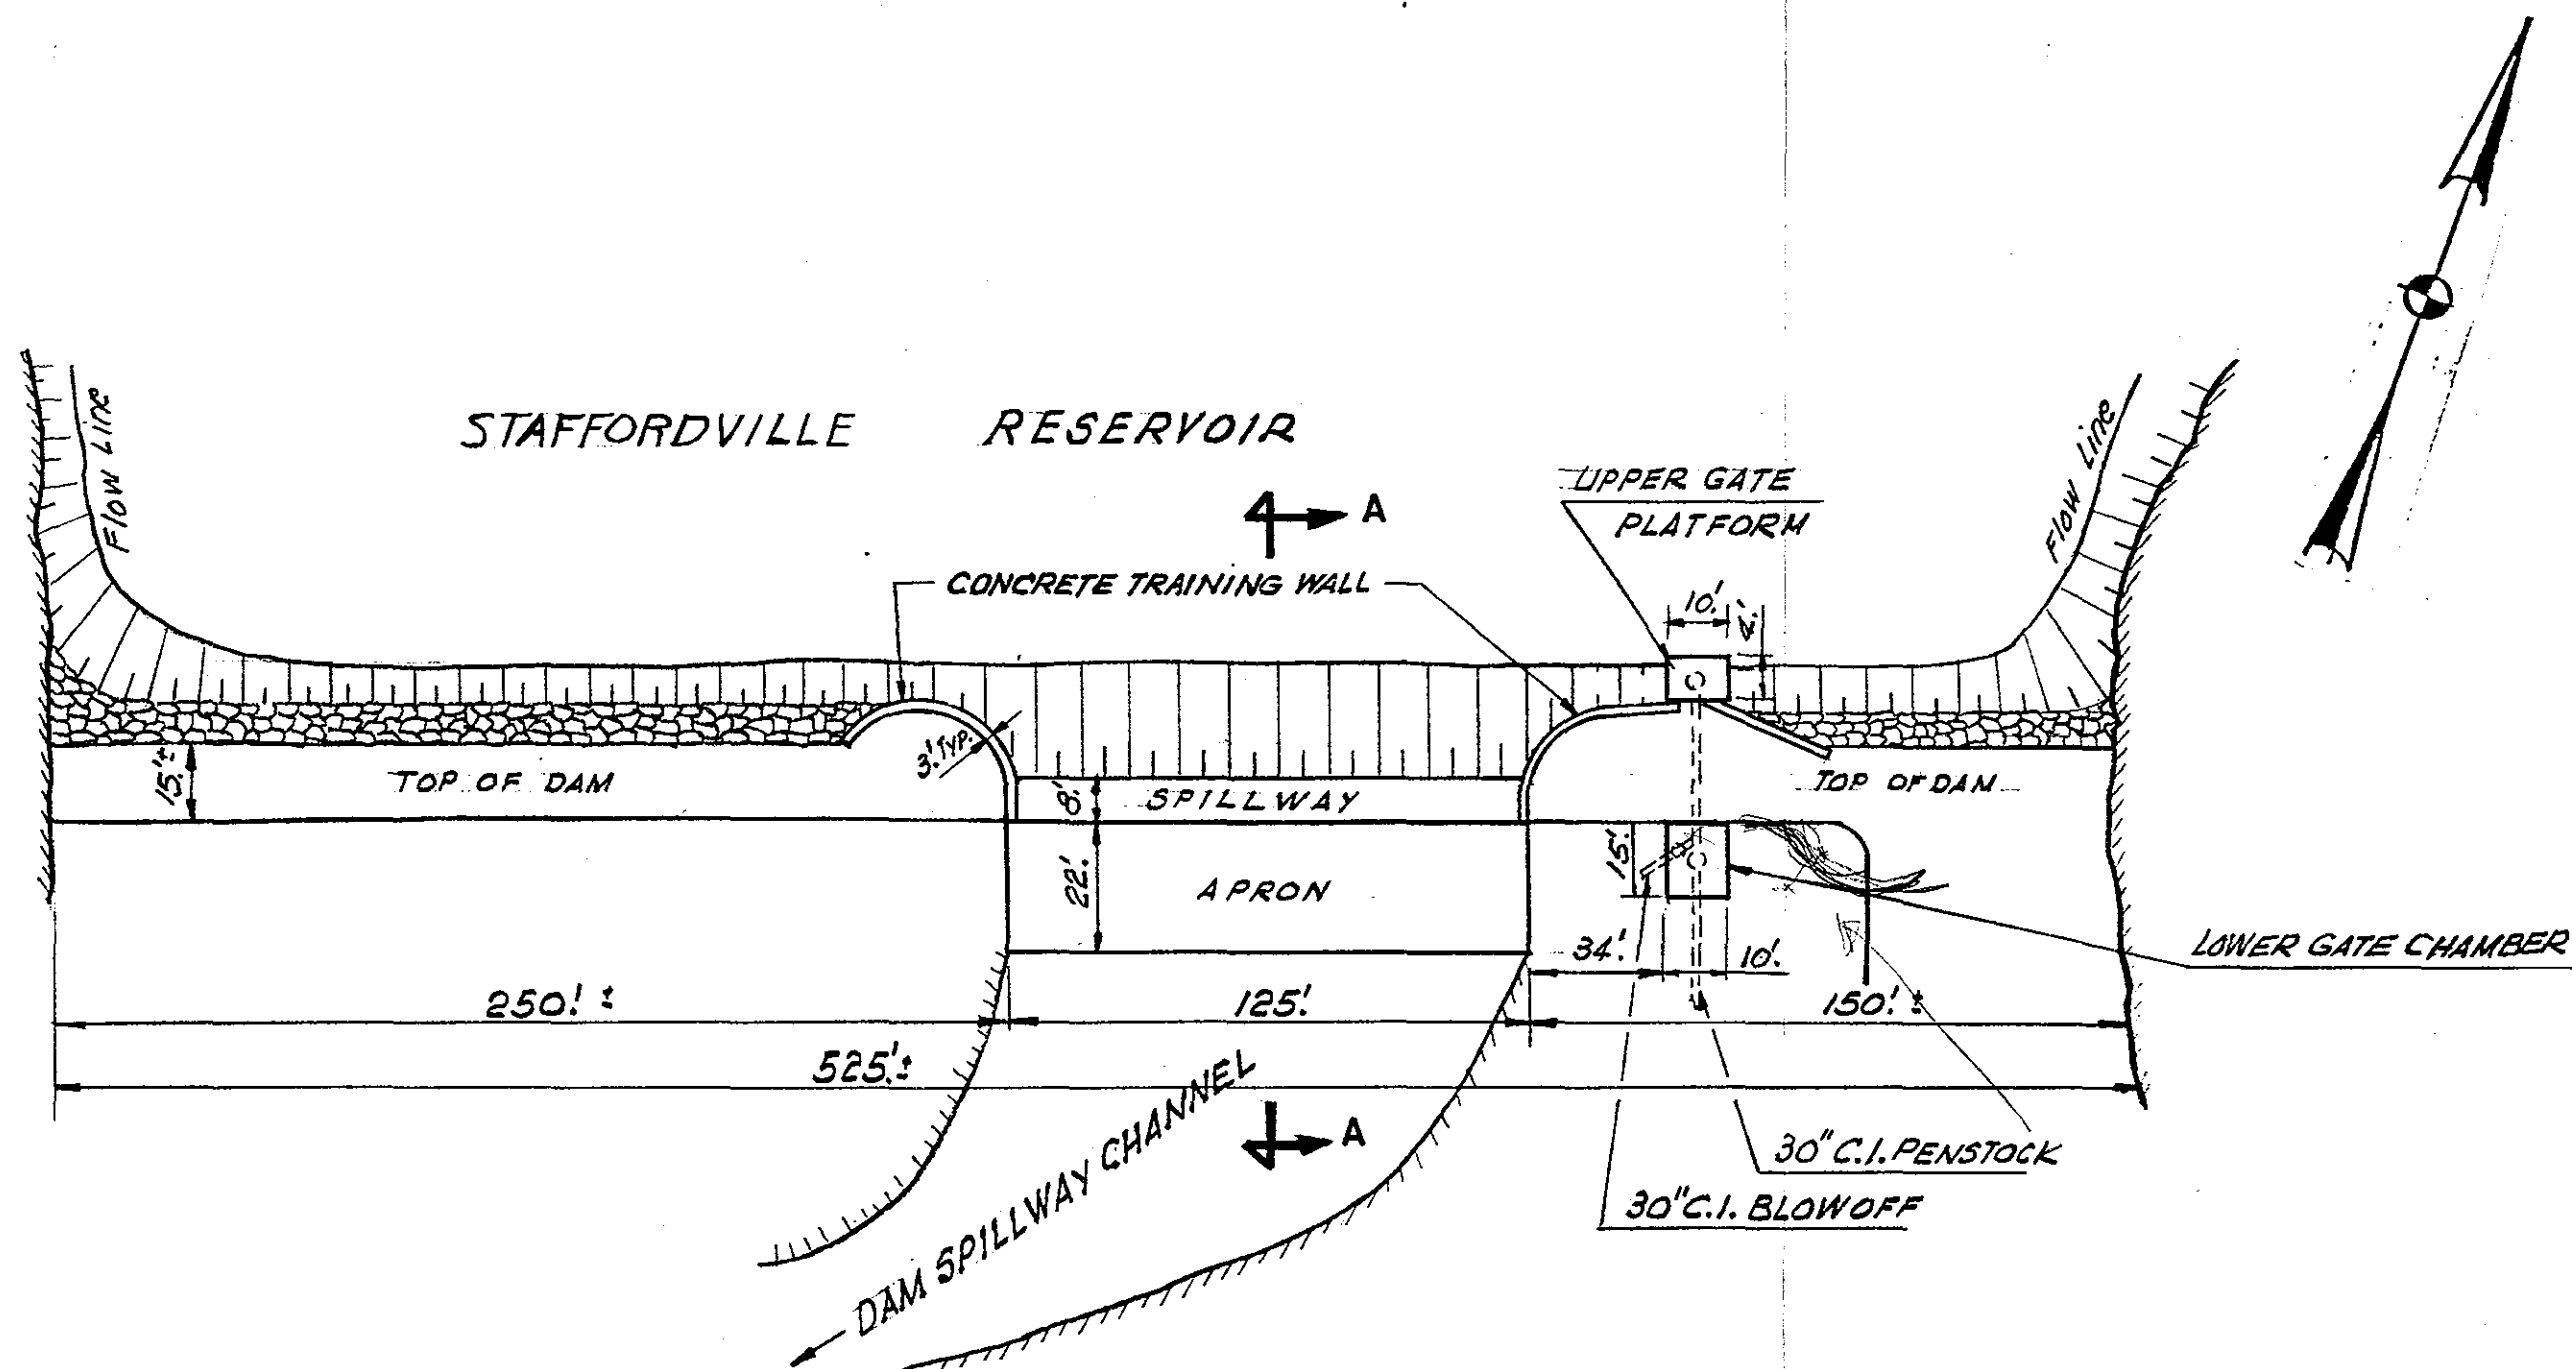 STAFFORDVILLE RESERVOIR
Flow Line
Flow Line
UPPER GATE
PLATFORM
A
CONCRETE TRAINING WALL
10'.
3'. TYP.
15'.±
TOP OF DAM
8'.
SPILLWAY
TOP OF DAM
22'.
APRON
15'.
34'.
10'.
LOWER GATE CHAMBER
250'. ±
125'.
150'. ±
525'.±
DAM SPILLWAY CHANNEL
A
30" C.I. PENSTOCK
30" C.I. BLOWOFF